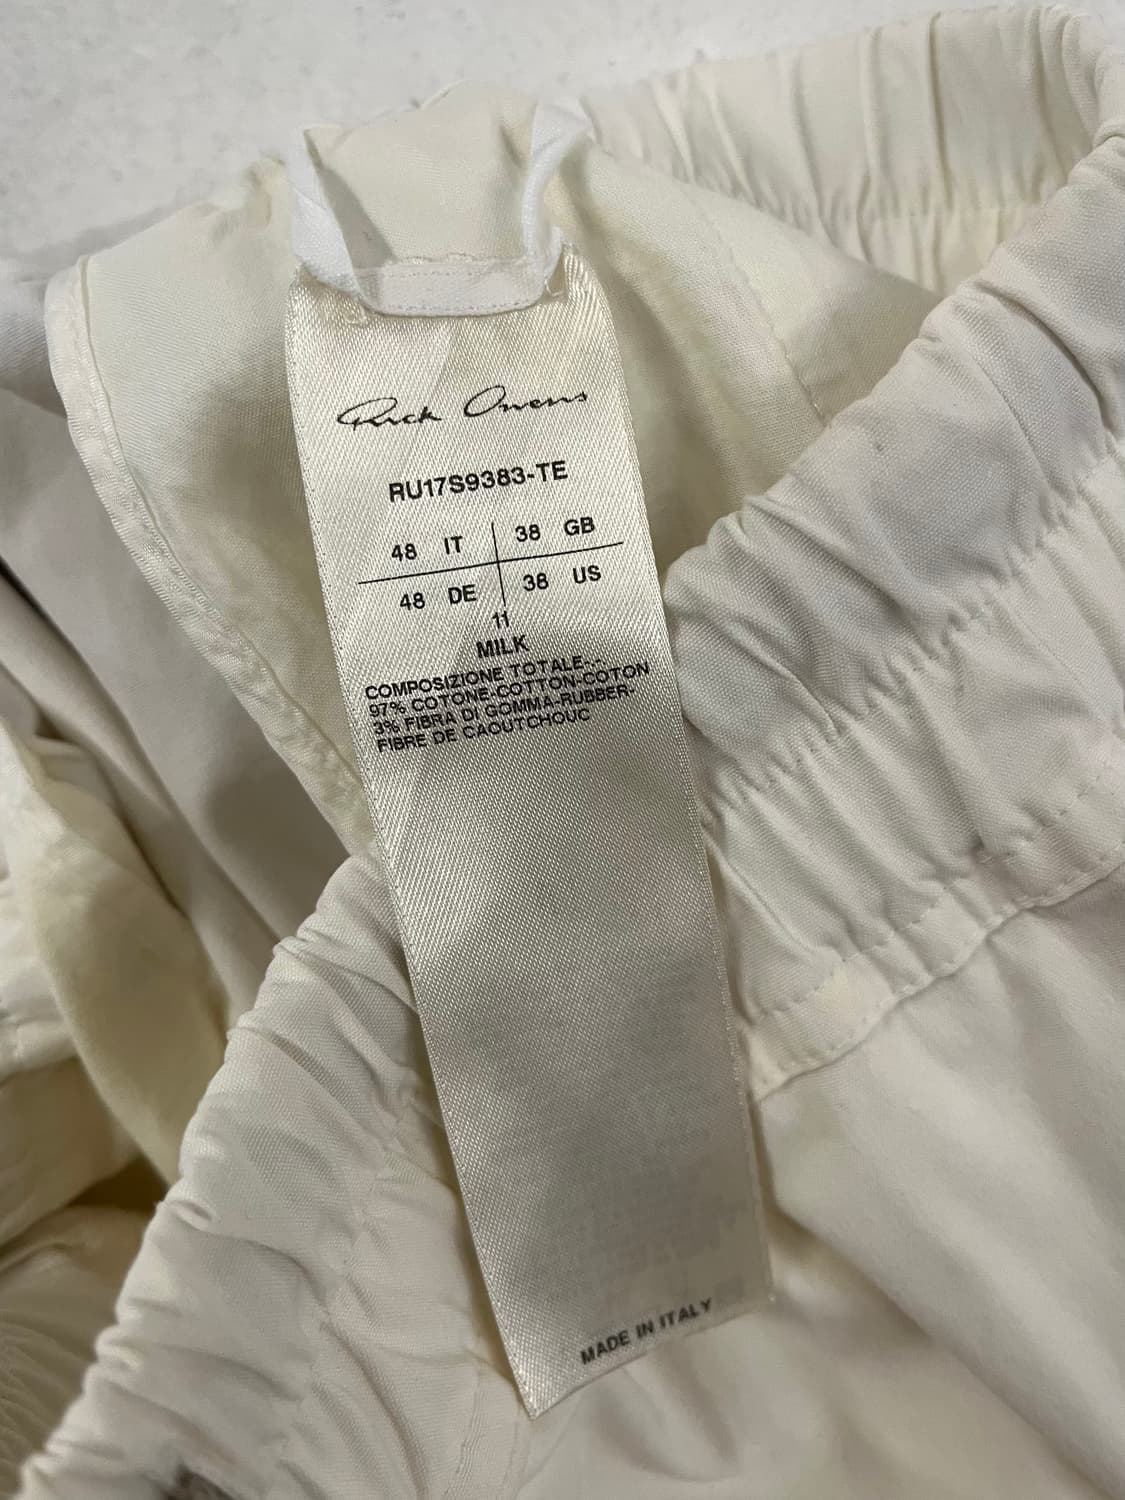 Rick Owens
RU17S9383-TE
48 IT 38 GB
48 DE 38 US
11
MILK
COMPOSIZIONE TOTALE-.-
97% COTONE-COTTON-COTON
3% FIBRA DI GOMMA-RUBBER-
FIBRE DE CAOUTCHOUC
MADE IN ITALY